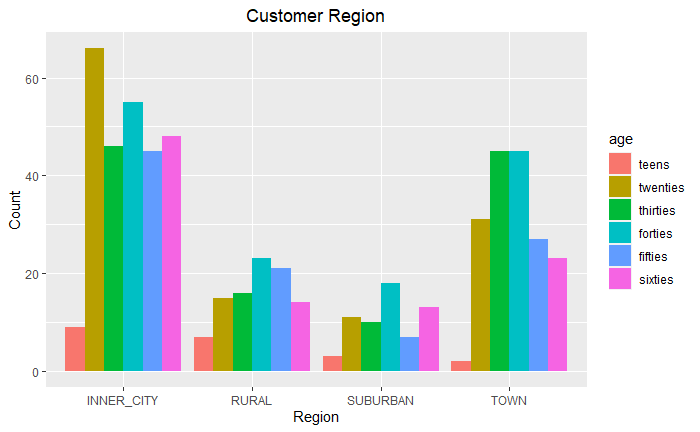 Customer Region
60
40
20
0
Count
INNER_CITY RURAL SUBURBAN TOWN
Region
age
teens
twenties
thirties
forties
fifties
sixties